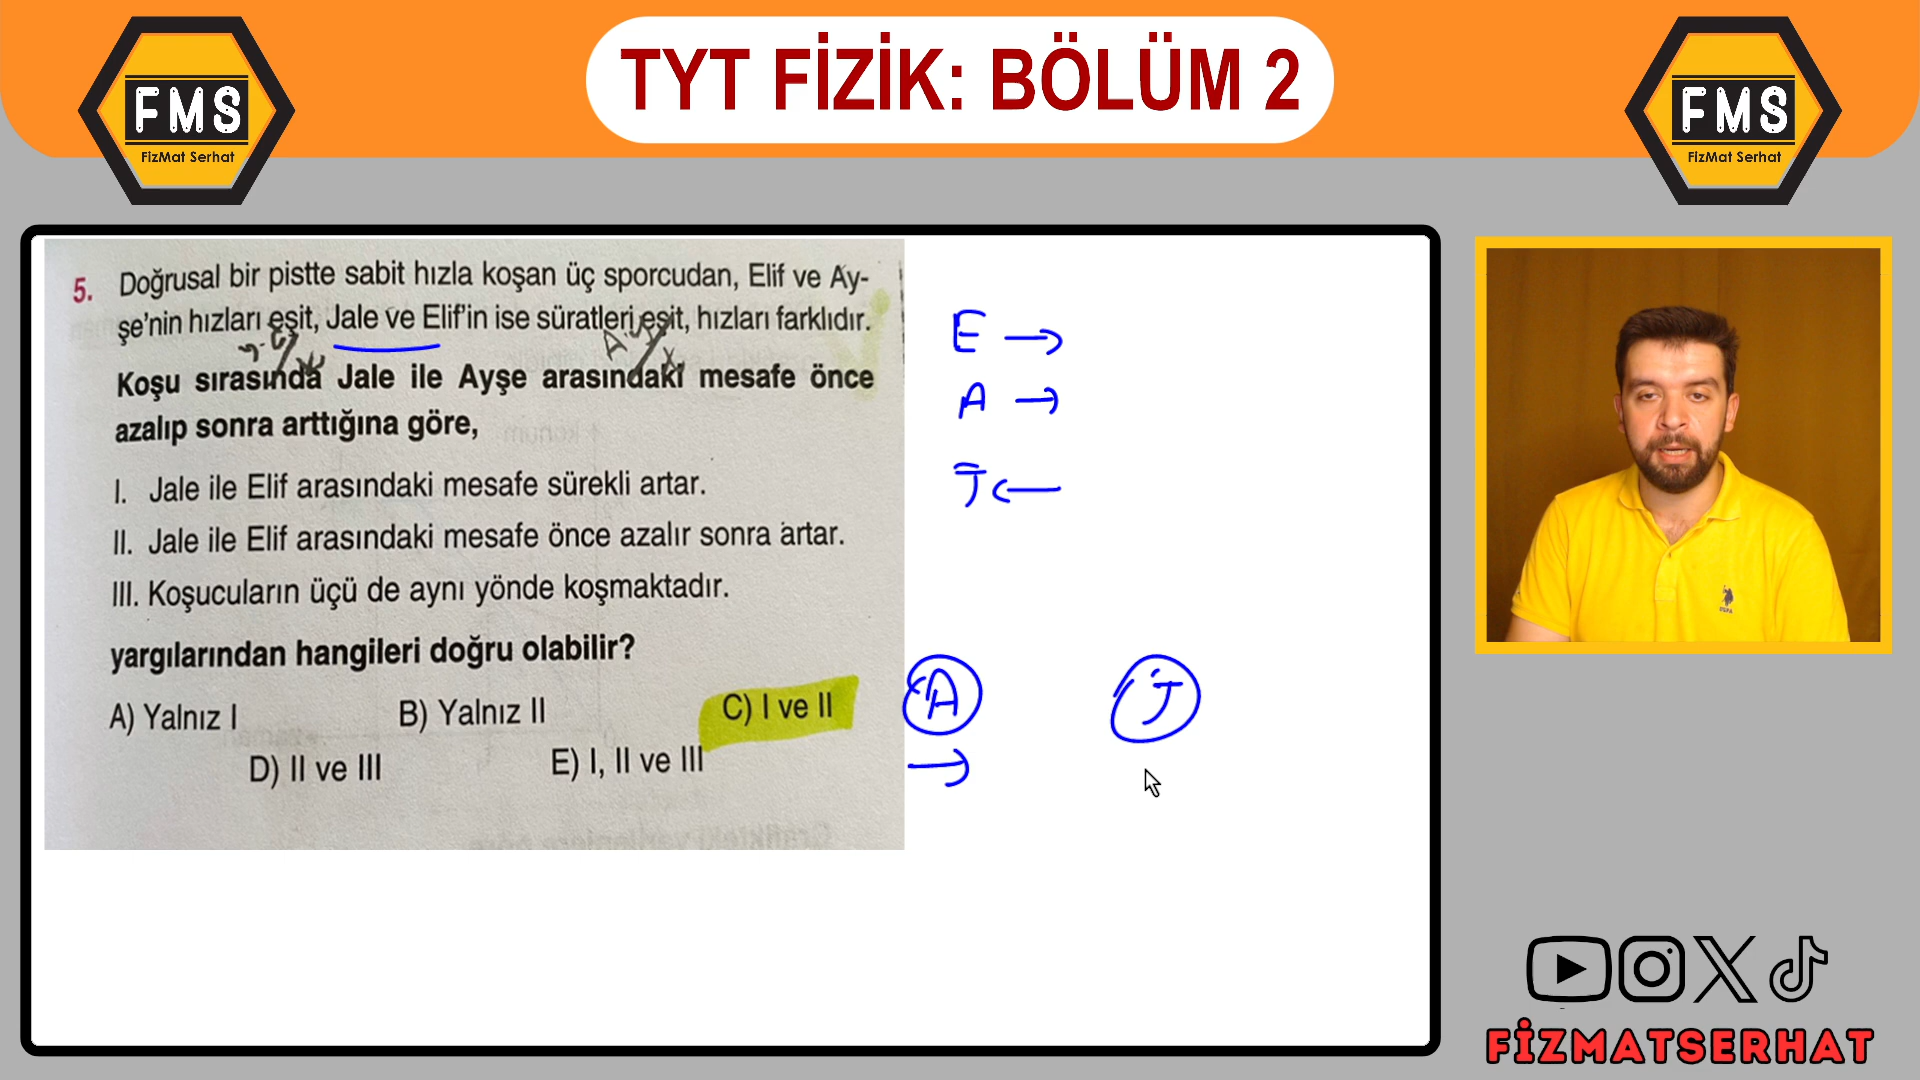 TYT FİZİK: BÖLÜM 2
FMS
FizMat Serhat
FMS
FizMat Serhat
5. Doğrusal bir pistte sabit hızla koşan üç sporcudan, Elif ve Ay-
şe'nin hızları eşit, Jale ve Elif'in ise süratleri eşit, hızları farklıdır.
Koşu sırasında Jale ile Ayşe arasındaki mesafe önce
azalıp sonra arttığına göre,
I. Jale ile Elif arasındaki mesafe sürekli artar.
II. Jale ile Elif arasındaki mesafe önce azalır sonra artar.
III. Koşucuların üçü de aynı yönde koşmaktadır.
yargılarından hangileri doğru olabilir?
A) Yalnız I B) Yalnız II C) I ve II
D) II ve III E) I, II ve III
E →
A →
J ←
A J
→
FİZMATSERHAT